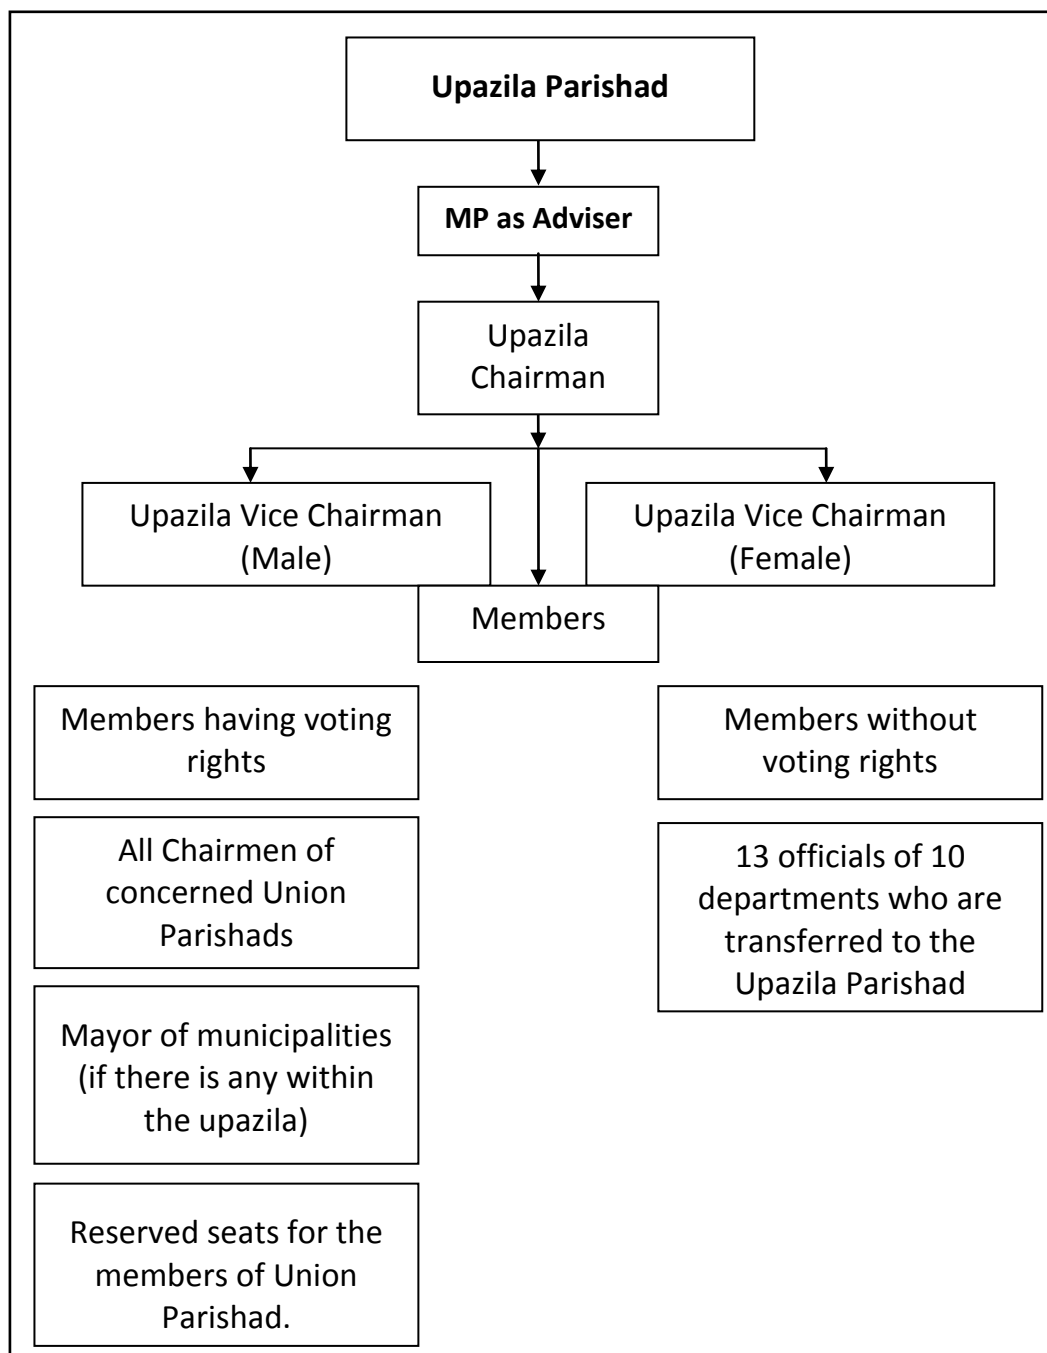 Upazila Parishad
MP as Adviser
Upazila
Chairman
Upazila Vice Chairman
(Male)
Upazila Vice Chairman
(Female)
Members
Members having voting
rights
Members without
voting rights
All Chairmen of
concerned Union
Parishads
13 officials of 10
departments who are
transferred to the
Upazila Parishad
Mayor of municipalities
(if there is any within
the upazila)
Reserved seats for the
members of Union
Parishad.